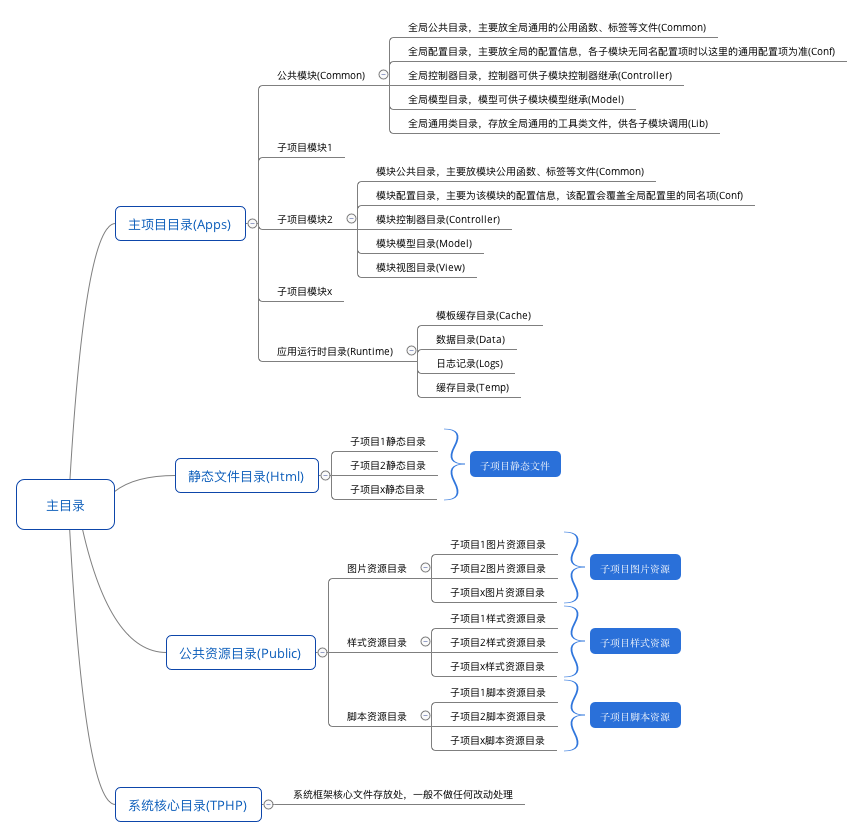 全局公共目录，主要放全局通用的公用函数、标签等文件(Common)
全局配置目录，主要放全局的配置信息，各子模块无同名配置项时以这里的通用配置项为准(Conf)
公共模块(Common)
全局控制器目录，控制器可供子模块控制器继承(Controller)
全局模型目录，模型可供子模块模型继承(Model)
全局通用类目录，存放全局通用的工具类文件，供各子模块调用(Lib)
子项目模块1
模块公共目录，主要放模块公用函数、标签等文件(Common)
模块配置目录，主要为该模块的配置信息，该配置会覆盖全局配置里的同名项(Conf)
主项目目录(Apps)
子项目模块2
模块控制器目录(Controller)
模块模型目录(Model)
模块视图目录(View)
子项目模块x
模板缓存目录(Cache)
数据目录(Data)
应用运行时目录(Runtime)
日志记录(Logs)
缓存目录(Temp)
子项目1静态目录
静态文件目录(Html)
子项目2静态目录
子项目静态文件
子项目x静态目录
主目录
子项目1图片资源目录
图片资源目录
子项目2图片资源目录
子项目图片资源
子项目x图片资源目录
子项目1样式资源目录
公共资源目录(Public)
样式资源目录
子项目2样式资源目录
子项目样式资源
子项目x样式资源目录
子项目1脚本资源目录
脚本资源目录
子项目2脚本资源目录
子项目脚本资源
子项目x脚本资源目录
系统核心目录(TPHP)
系统框架核心文件存放处，一般不做任何改动处理